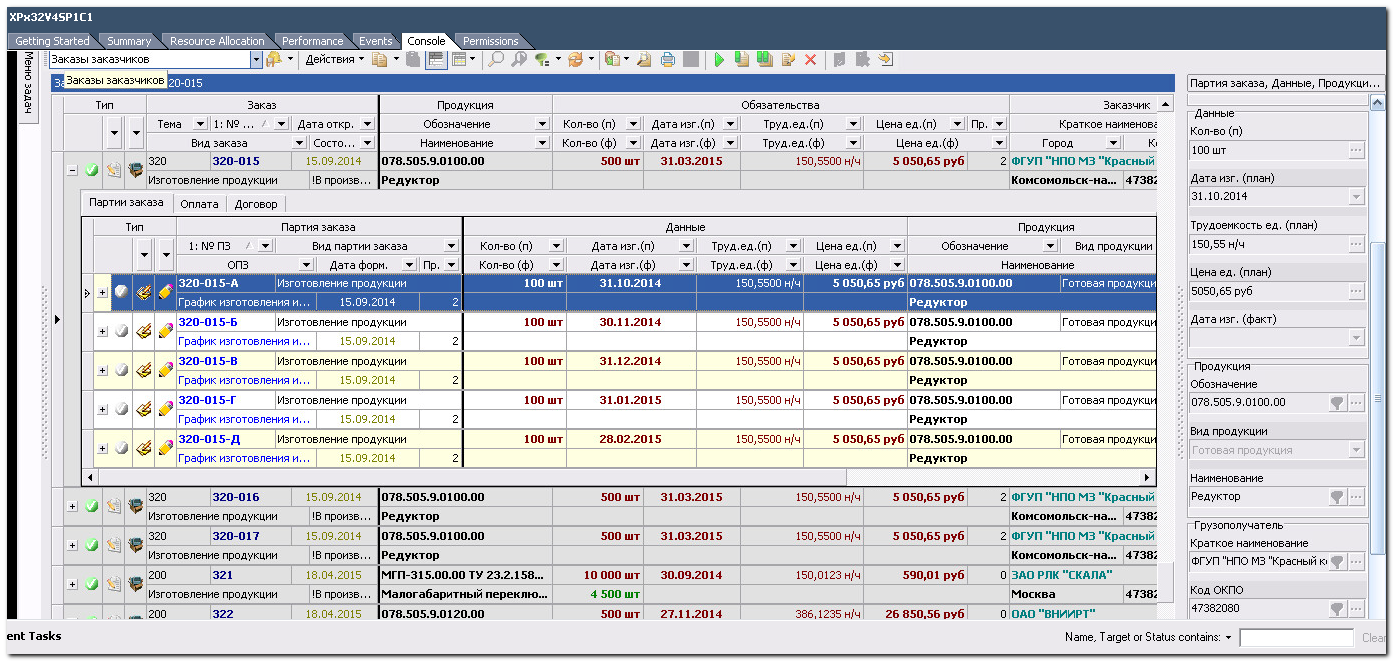 XPx32V4SP1C1
Getting Started Summary Resource Allocation Performance Events Console Permissions
Меню задач
Заказы заказчиков Действия
Заказы заказчиков
20-015
Тип Заказ Продукция Обязательства Заказчик
Тема 1: № ... Дата откр. Обозначение Кол-во (п) Дата изг.(п) Труд.ед.(п) Цена ед.(п) Пр. Краткое наименова
Вид заказа Состо... Наименование Кол-во (ф) Дата изг.(ф) Труд.ед.(ф) Цена ед.(ф) Город
320 320-015 15.09.2014 078.505.9.0100.00 500 шт 31.03.2015 150,5500 н/ч 5 050,65 руб 2 ФГУП "НПО МЗ "Красный
Изготовление продукции !В произв... Редуктор Комсомольск-на... 47382
Партии заказа Оплата Договор
Тип Партия заказа Данные Продукция
1: № ПЗ Вид партии заказа Кол-во (п) Дата изг.(п) Труд.ед.(п) Цена ед.(п) Обозначение Вид продукции
ОПЗ Дата форм. Пр. Кол-во (ф) Дата изг.(ф) Труд.ед.(ф) Цена ед.(ф) Наименование
320-015-А Изготовление продукции 100 шт 31.10.2014 150,5500 н/ч 5 050,65 руб 078.505.9.0100.00 Готовая продукц
График изготовления и... 15.09.2014 2 Редуктор
320-015-Б Изготовление продукции 100 шт 30.11.2014 150,5500 н/ч 5 050,65 руб 078.505.9.0100.00 Готовая продукц
График изготовления и... 15.09.2014 2 Редуктор
320-015-В Изготовление продукции 100 шт 31.12.2014 150,5500 н/ч 5 050,65 руб 078.505.9.0100.00 Готовая продукц
График изготовления и... 15.09.2014 2 Редуктор
320-015-Г Изготовление продукции 100 шт 31.01.2015 150,5500 н/ч 5 050,65 руб 078.505.9.0100.00 Готовая продукц
График изготовления и... 15.09.2014 2 Редуктор
320-015-Д Изготовление продукции 100 шт 28.02.2015 150,5500 н/ч 5 050,65 руб 078.505.9.0100.00 Готовая продукц
График изготовления и... 15.09.2014 2 Редуктор
320 320-016 15.09.2014 078.505.9.0100.00 500 шт 31.03.2015 150,5500 н/ч 5 050,65 руб 2 ФГУП "НПО МЗ "Красный
Изготовление продукции !В произв... Редуктор Комсомольск-на... 47382
320 320-017 15.09.2014 078.505.9.0100.00 500 шт 31.03.2015 150,5500 н/ч 5 050,65 руб 2 ФГУП "НПО МЗ "Красный
Изготовление продукции !В произв... Редуктор Комсомольск-на... 47382
200 321 18.04.2015 МГП-315.00.00 ТУ 23.2.158... 10 000 шт 30.09.2014 150,0123 н/ч 590,01 руб 0 ЗАО РЛК "СКАЛА"
Изготовление продукции !В произв... Малогабаритный переклю... 4 500 шт Москва 47382
200 322 18.04.2015 078.505.9.0120.00 500 шт 27.11.2014 386,1235 н/ч 26 850,56 руб 0 ОАО "ВНИИРТ"
Партия заказа, Данные, Продукци...
Данные
Кол-во (п)
100 шт
Дата изг. (план)
31.10.2014
Трудоемкость ед. (план)
150,55 н/ч
Цена ед. (план)
5050,65 руб
Дата изг. (факт)
Продукция
Обозначение
078.505.9.0100.00
Вид продукции
Готовая продукция
Наименование
Редуктор
Грузополучатель
Краткое наименование
ФГУП "НПО МЗ "Красный
Код ОКПО
47382080
ent Tasks Name, Target or Status contains: Clear